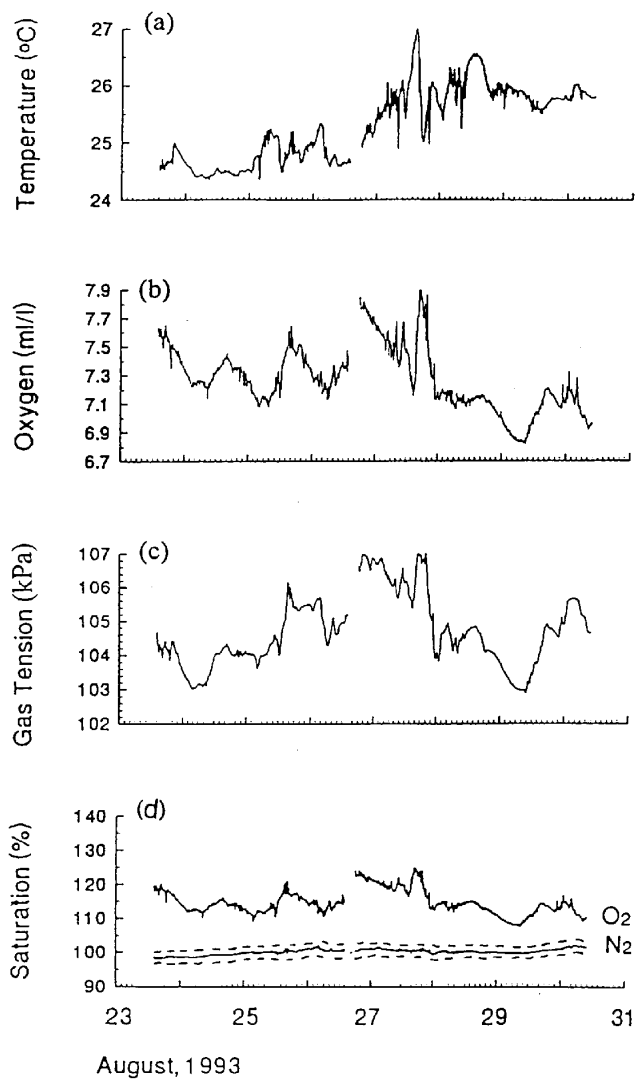 (a)
Temperature (ºC)
27
26
25
24
(b)
Oxygen (ml/l)
7.9
7.7
7.5
7.3
7.1
6.9
6.7
(c)
Gas Tension (kPa)
107
106
105
104
103
102
(d)
Saturation (%)
140
130
120
110
100
90
O2
N2
23
25
27
29
31
August, 1993